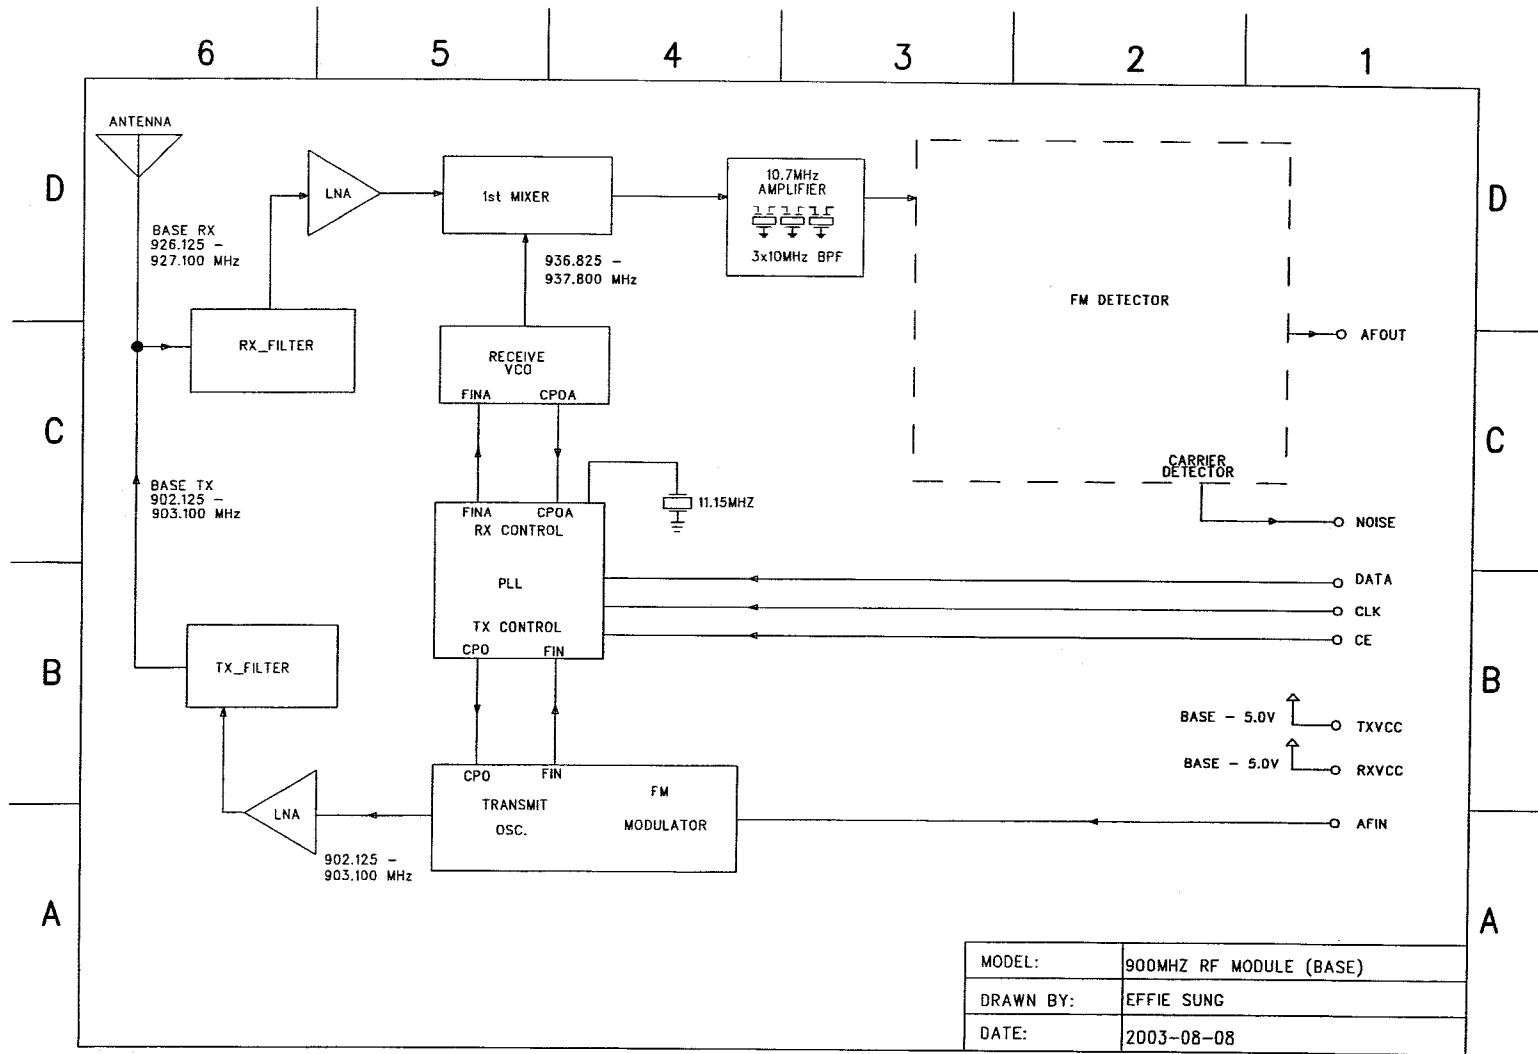 6 5 4 3 2 1
ANTENNA
D
D
LNA
1st MIXER
10.7MHz
AMPLIFIER
3x10MHz BPF
BASE RX
926.125 -
927.100 MHz
936.825 -
937.800 MHz
FM DETECTOR
RX_FILTER
RECEIVE
VCO
FINA CPOA
AFOUT
C
C
CARRIER
DETECTOR
BASE TX
902.125 -
903.100 MHz
11.15MHZ
FINA CPOA
RX CONTROL
NOISE
PLL
DATA
CLK
TX CONTROL
CE
CPO FIN
B
B
TX_FILTER
BASE - 5.0V
TXVCC
BASE - 5.0V
RXVCC
CPO FIN
TRANSMIT
OSC.
FM
MODULATOR
LNA
AFIN
902.125 -
903.100 MHz
A
A
MODEL: 900MHZ RF MODULE (BASE)
DRAWN BY: EFFIE SUNG
DATE: 2003-08-08